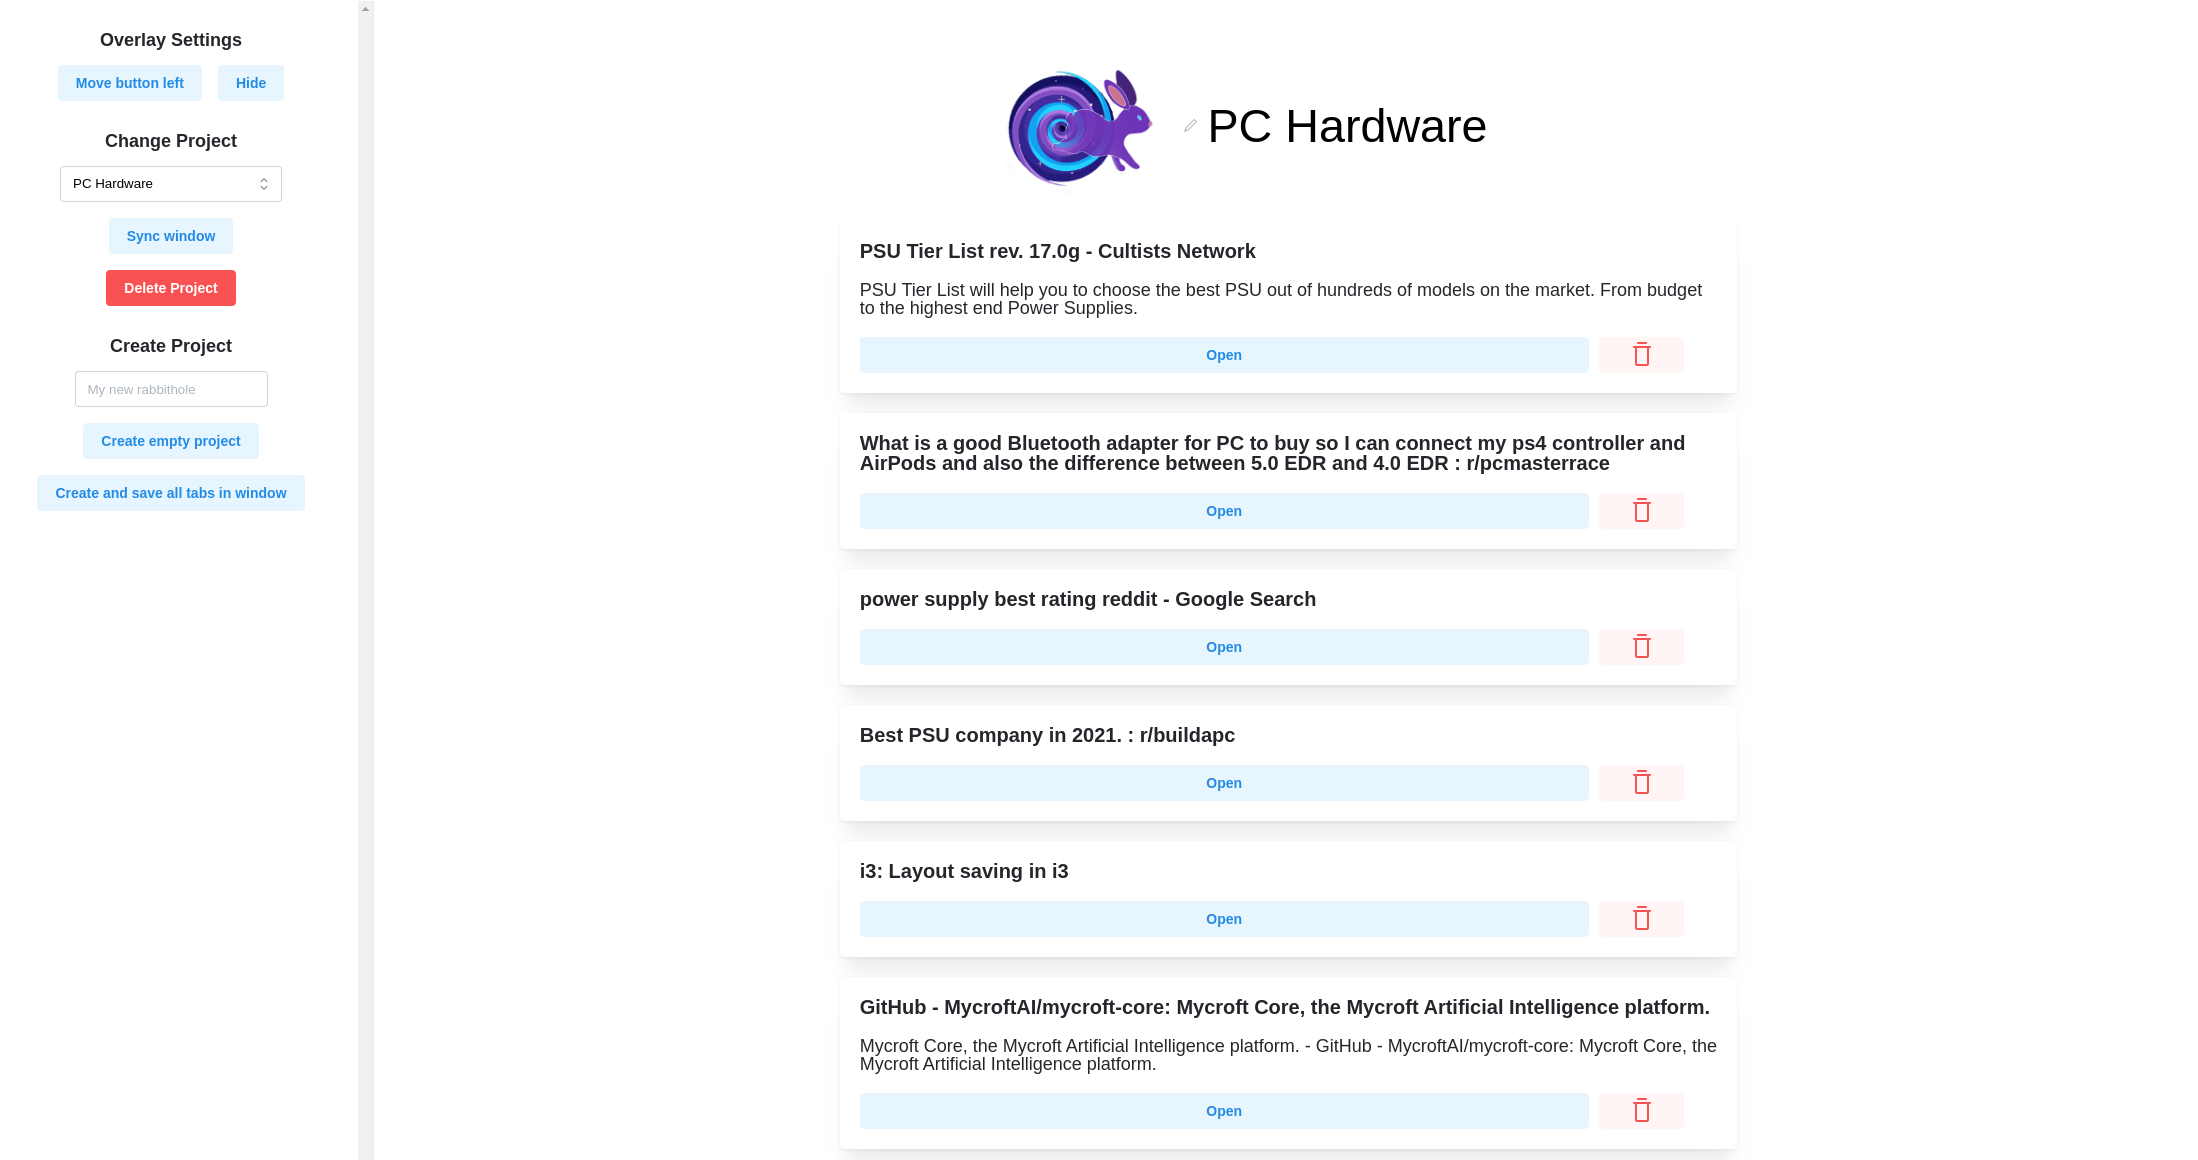 Overlay Settings
Move button left
Hide
Change Project
PC Hardware
Sync window
Delete Project
Create Project
My new rabbithole
Create empty project
Create and save all tabs in window
PC Hardware
PSU Tier List rev. 17.0g - Cultists Network
PSU Tier List will help you to choose the best PSU out of hundreds of models on the market. From budget
to the highest end Power Supplies.
Open
What is a good Bluetooth adapter for PC to buy so I can connect my ps4 controller and
AirPods and also the difference between 5.0 EDR and 4.0 EDR : r/pcmasterrace
Open
power supply best rating reddit - Google Search
Open
Best PSU company in 2021. : r/buildapc
Open
i3: Layout saving in i3
Open
GitHub - MycroftAI/mycroft-core: Mycroft Core, the Mycroft Artificial Intelligence platform.
Mycroft Core, the Mycroft Artificial Intelligence platform. - GitHub - MycroftAI/mycroft-core: Mycroft Core, the
Mycroft Artificial Intelligence platform.
Open